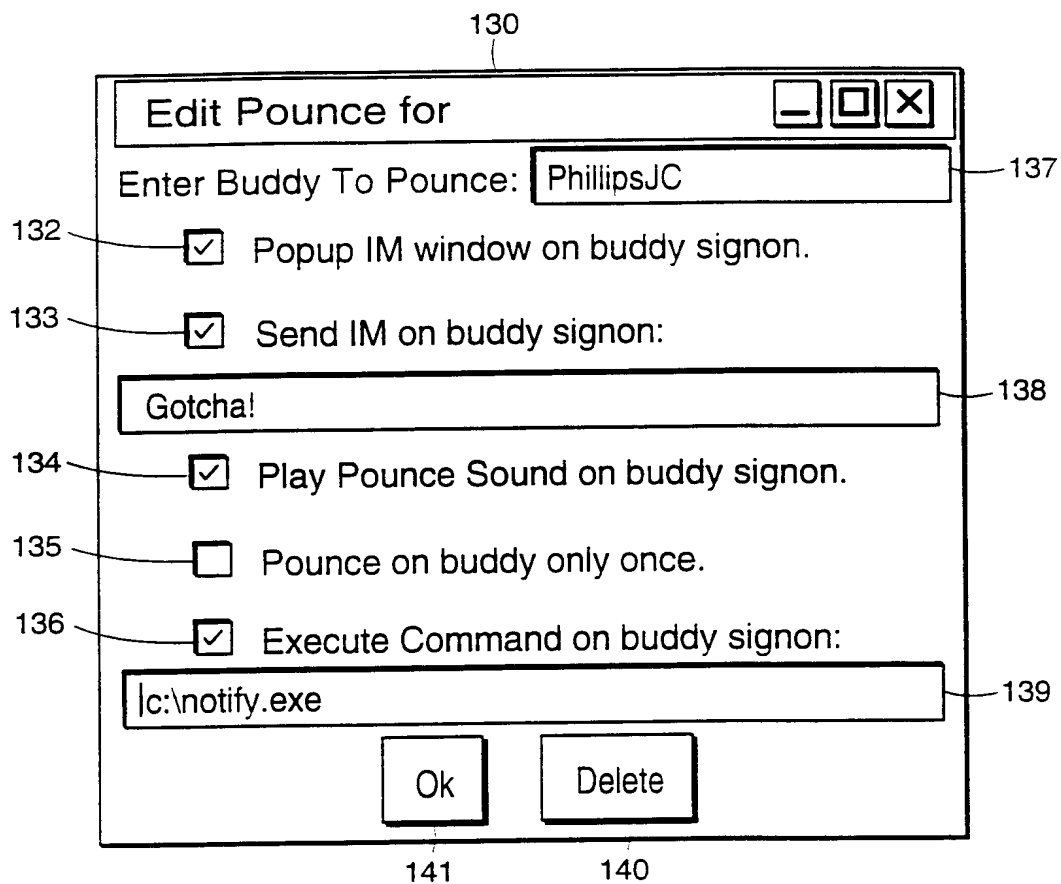 130
Edit Pounce for
Enter Buddy To Pounce: PhillipsJC 137
132 ✓ Popup IM window on buddy signon.
133 ✓ Send IM on buddy signon:
Gotcha! 138
134 ✓ Play Pounce Sound on buddy signon.
135 Pounce on buddy only once.
136 ✓ Execute Command on buddy signon:
c:\notify.exe 139
Ok Delete
141 140